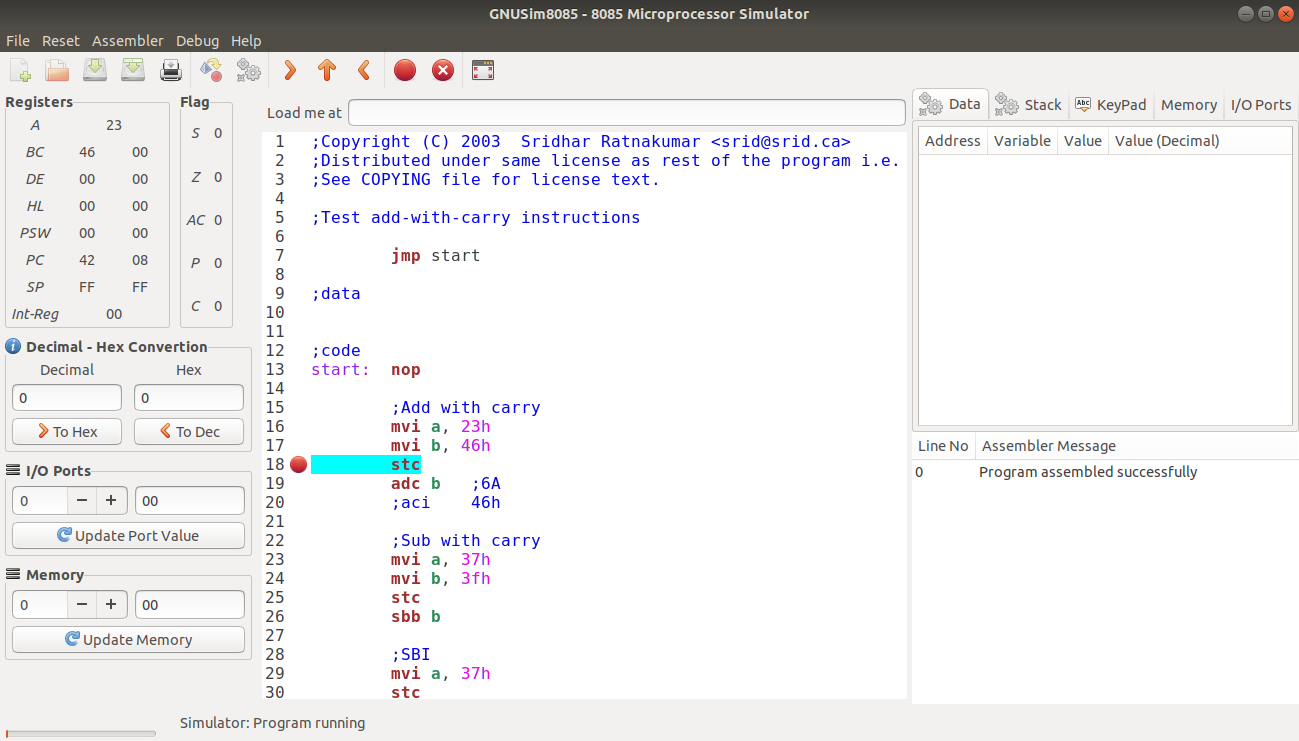 GNUSim8085 - 8085 Microprocessor Simulator
File Reset Assembler Debug Help
Registers
A 23
BC 46 00
DE 00 00
HL 00 00
PSW 00 00
PC 42 08
SP FF FF
Int-Reg 00
Flag
S 0
Z 0
AC 0
P 0
C 0
Decimal - Hex Convertion
Decimal Hex
0 0
To Hex To Dec
I/O Ports
0 − + 00
Update Port Value
Memory
0 − + 00
Update Memory
Load me at
1 ;Copyright (C) 2003  Sridhar Ratnakumar <srid@srid.ca>
2 ;Distributed under same license as rest of the program i.e.
3 ;See COPYING file for license text.
4
5 ;Test add-with-carry instructions
6
7 jmp start
8
9 ;data
10
11
12 ;code
13 start: nop
14
15 ;Add with carry
16 mvi a, 23h
17 mvi b, 46h
18 stc
19 adc b ;6A
20 ;aci 46h
21
22 ;Sub with carry
23 mvi a, 37h
24 mvi b, 3fh
25 stc
26 sbb b
27
28 ;SBI
29 mvi a, 37h
30 stc
Data Stack Abc KeyPad Memory I/O Ports
Address Variable Value Value (Decimal)
Line No Assembler Message
0 Program assembled successfully
Simulator: Program running